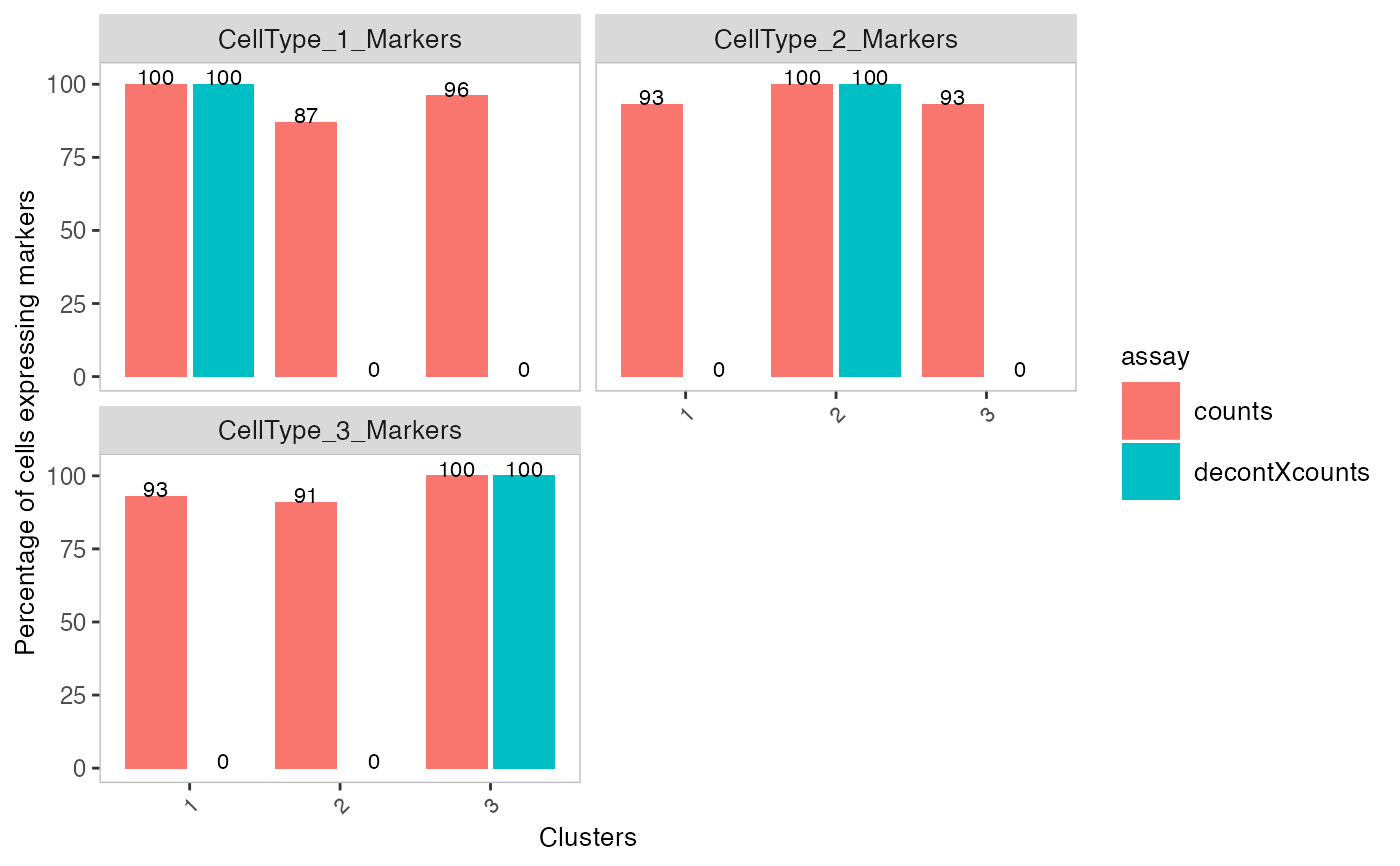 CellType_1_Markers
CellType_2_Markers
100
75
50
25
0
100 100 87 0 96 0
93 0 100 100 93 0
1 2 3
CellType_3_Markers
100
75
50
25
0
93 0 91 0 100 100
1 2 3
Clusters
Percentage of cells expressing markers
assay
counts
decontXcounts